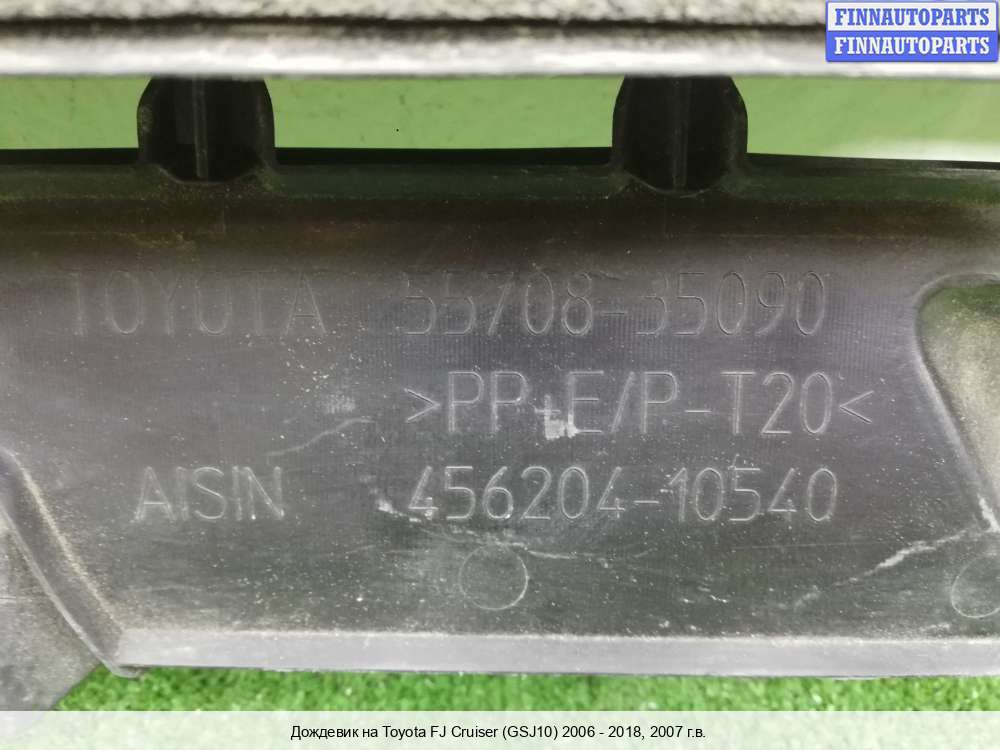 FINNAUTOPARTS
FINNAUTOPARTS
TOYOTA 55708-35090
>PP+E/P-T20<
AISIN 456204-10540
Дождевик на Toyota FJ Cruiser (GSJ10) 2006 - 2018, 2007 г.в.